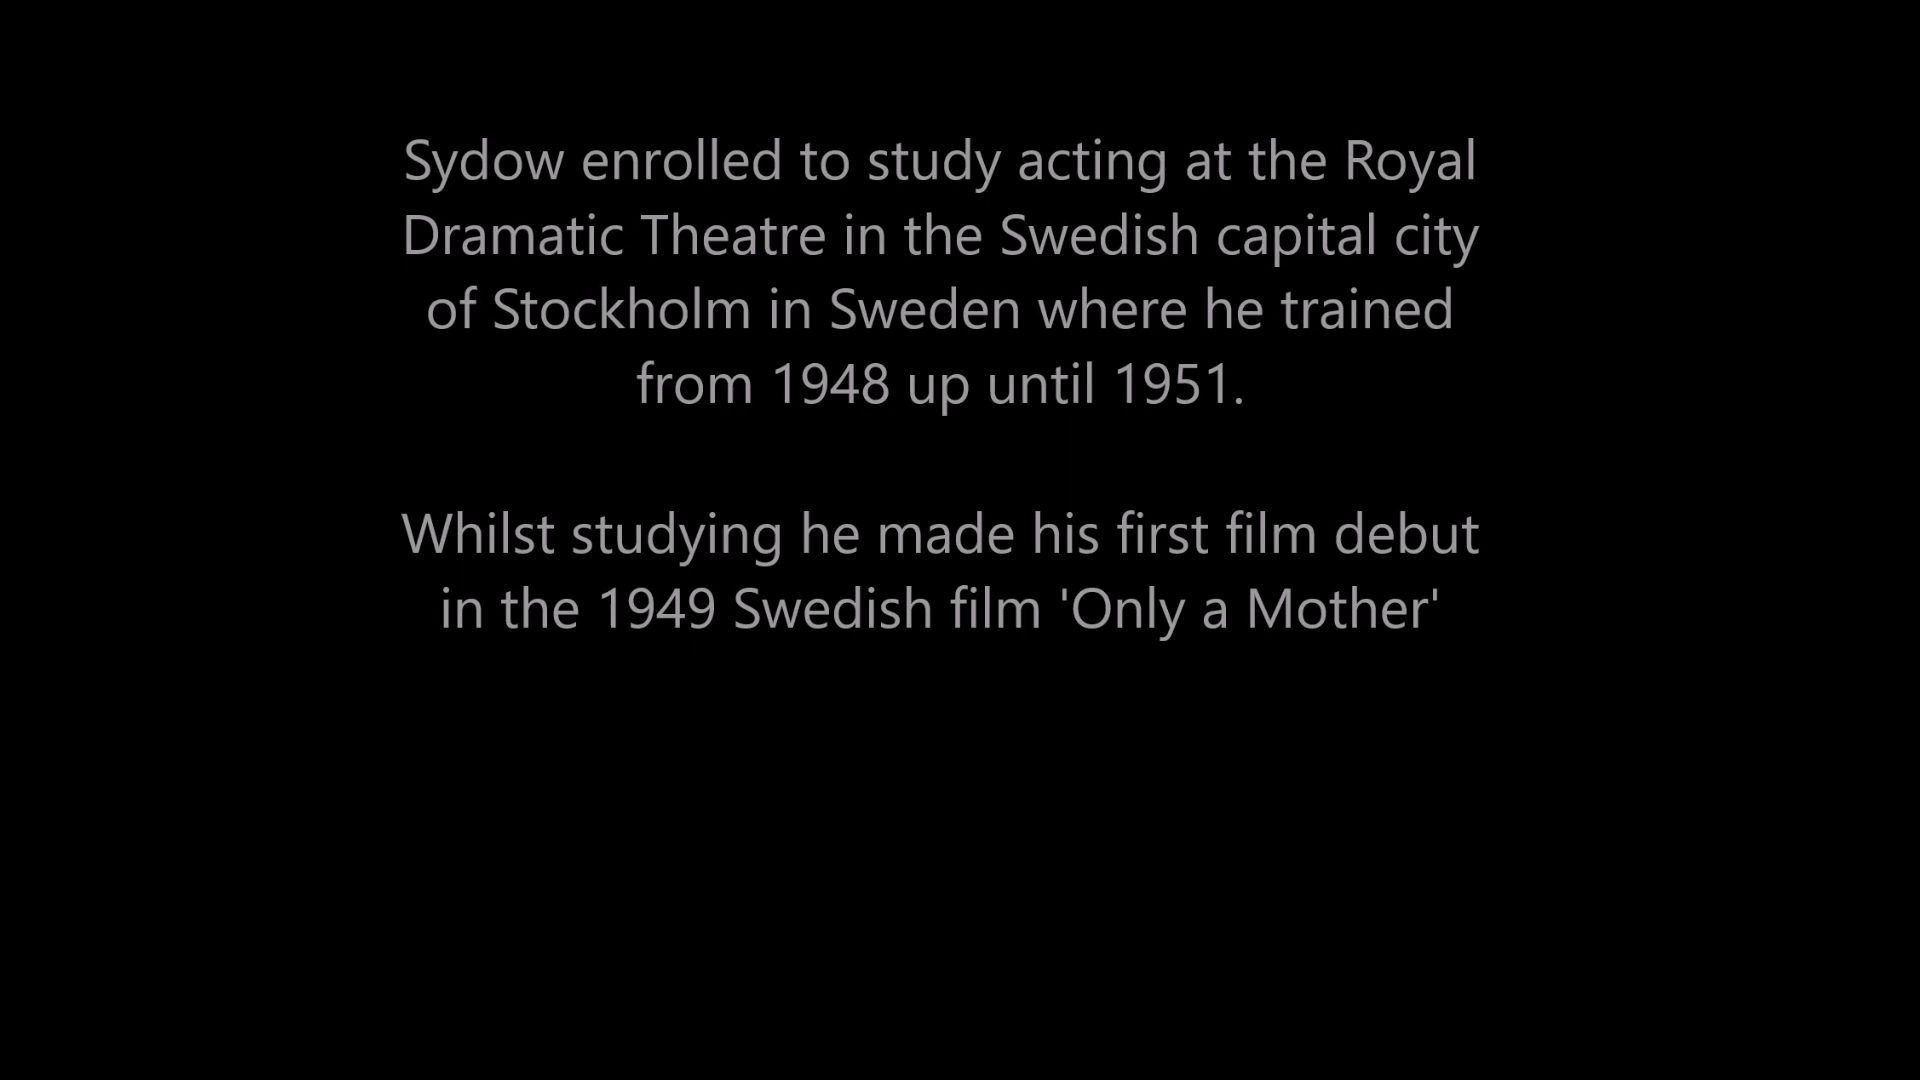 Sydow enrolled to study acting at the Royal
Dramatic Theatre in the Swedish capital city
of Stockholm in Sweden where he trained
from 1948 up until 1951.
Whilst studying he made his first film debut
in the 1949 Swedish film 'Only a Mother'